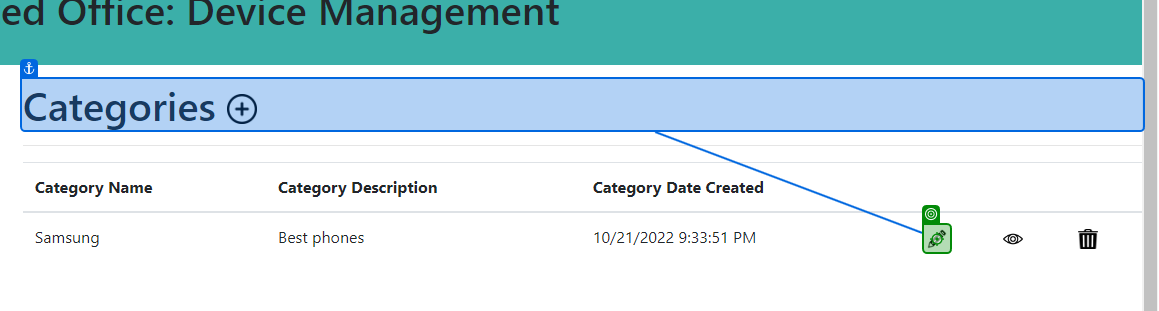 ed Office: Device Management
Categories
Category Name Category Description Category Date Created
Samsung Best phones 10/21/2022 9:33:51 PM